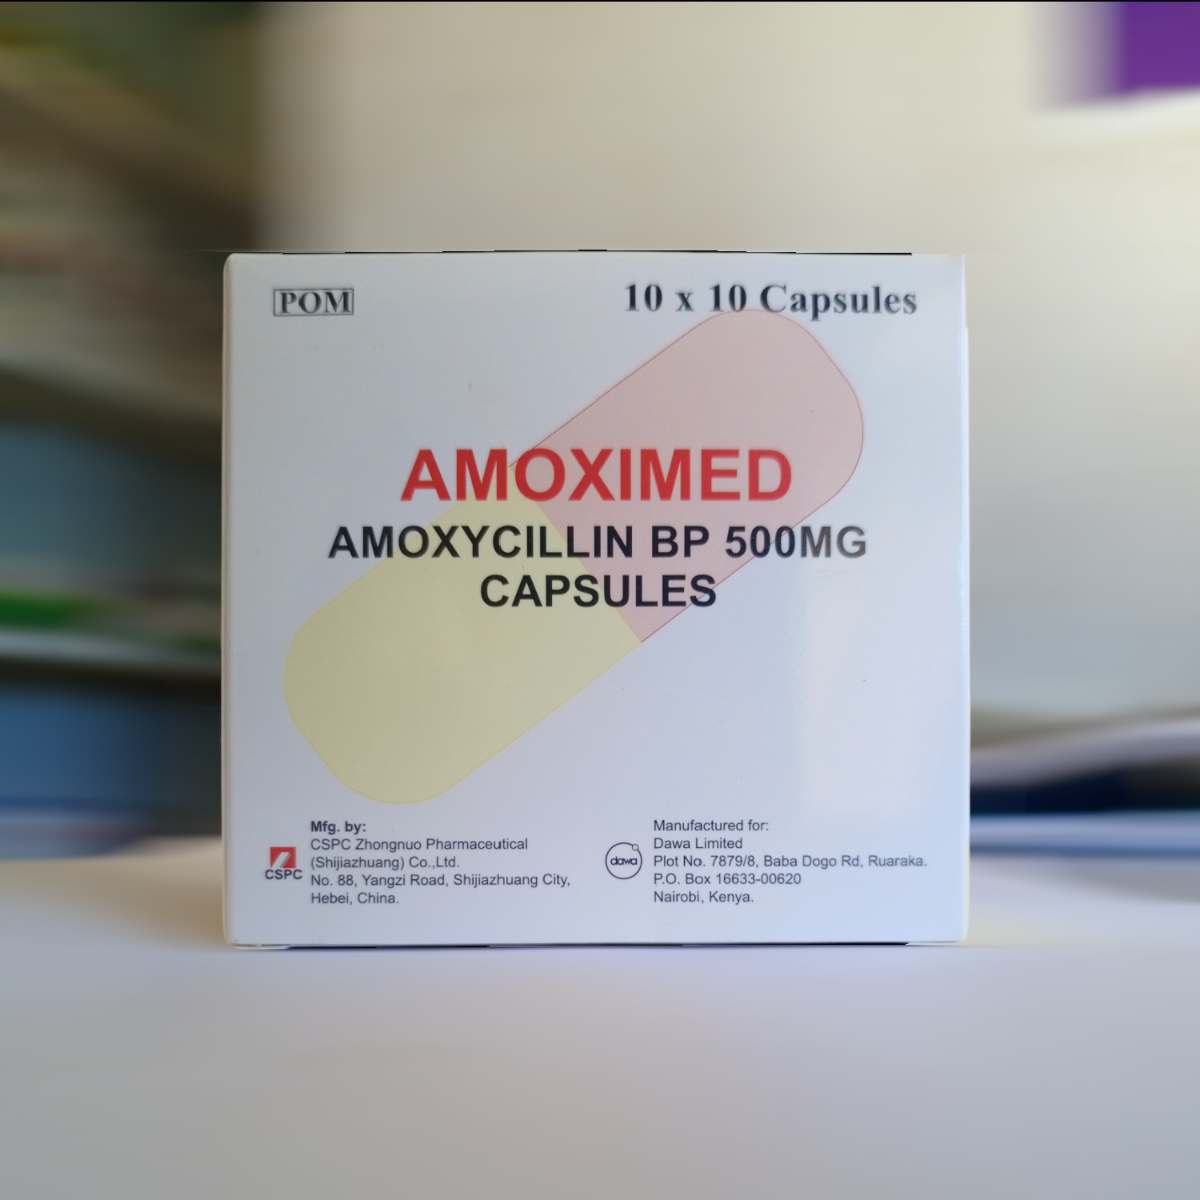 POM
10 x 10 Capsules
AMOXIMED
AMOXYCILLIN BP 500MG
CAPSULES
CSPC
Mfg. by:
CSPC Zhongnuo Pharmaceutical
(Shijiazhuang) Co.,Ltd.
No. 88, Yangzi Road, Shijiazhuang City,
Hebei, China.
dawa
Manufactured for:
Dawa Limited
Plot No. 7879/8, Baba Dogo Rd, Ruaraka.
P.O. Box 16633-00620
Nairobi, Kenya.